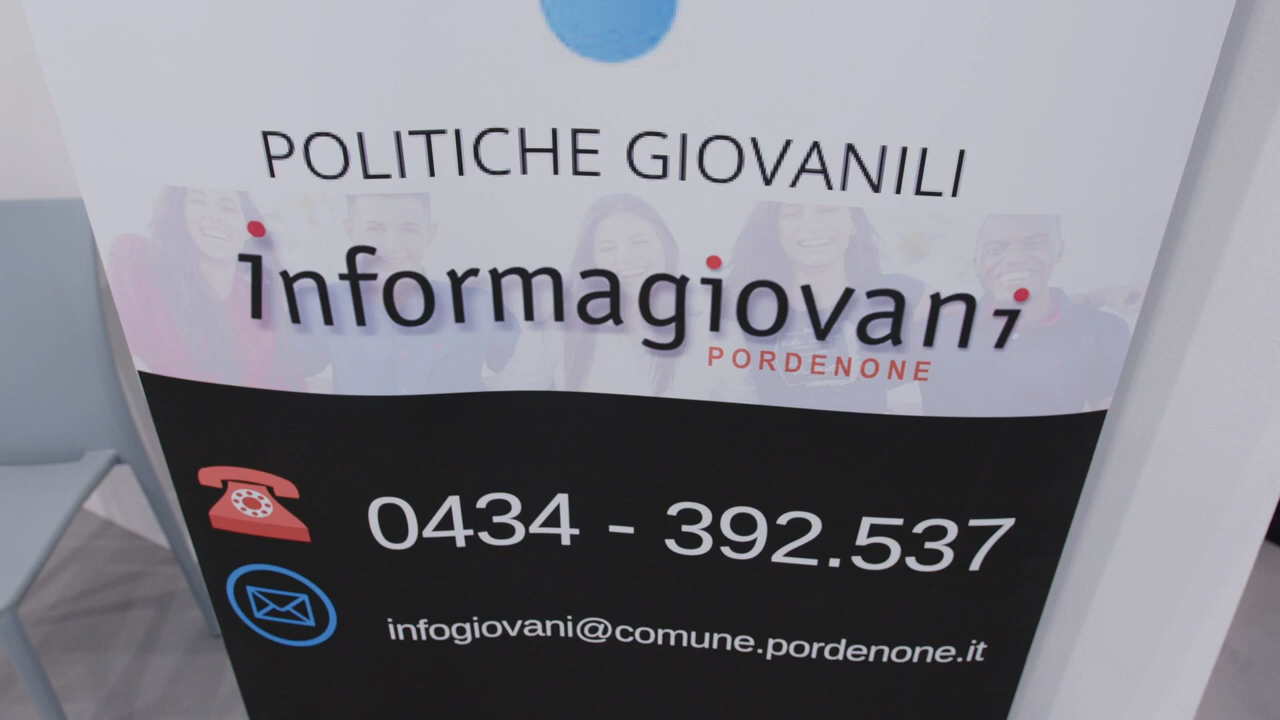 POLITICHE GIOVANILI
informagiovani
PORDENONE
0434 - 392.537
infogiovani@comune.pordenone.it